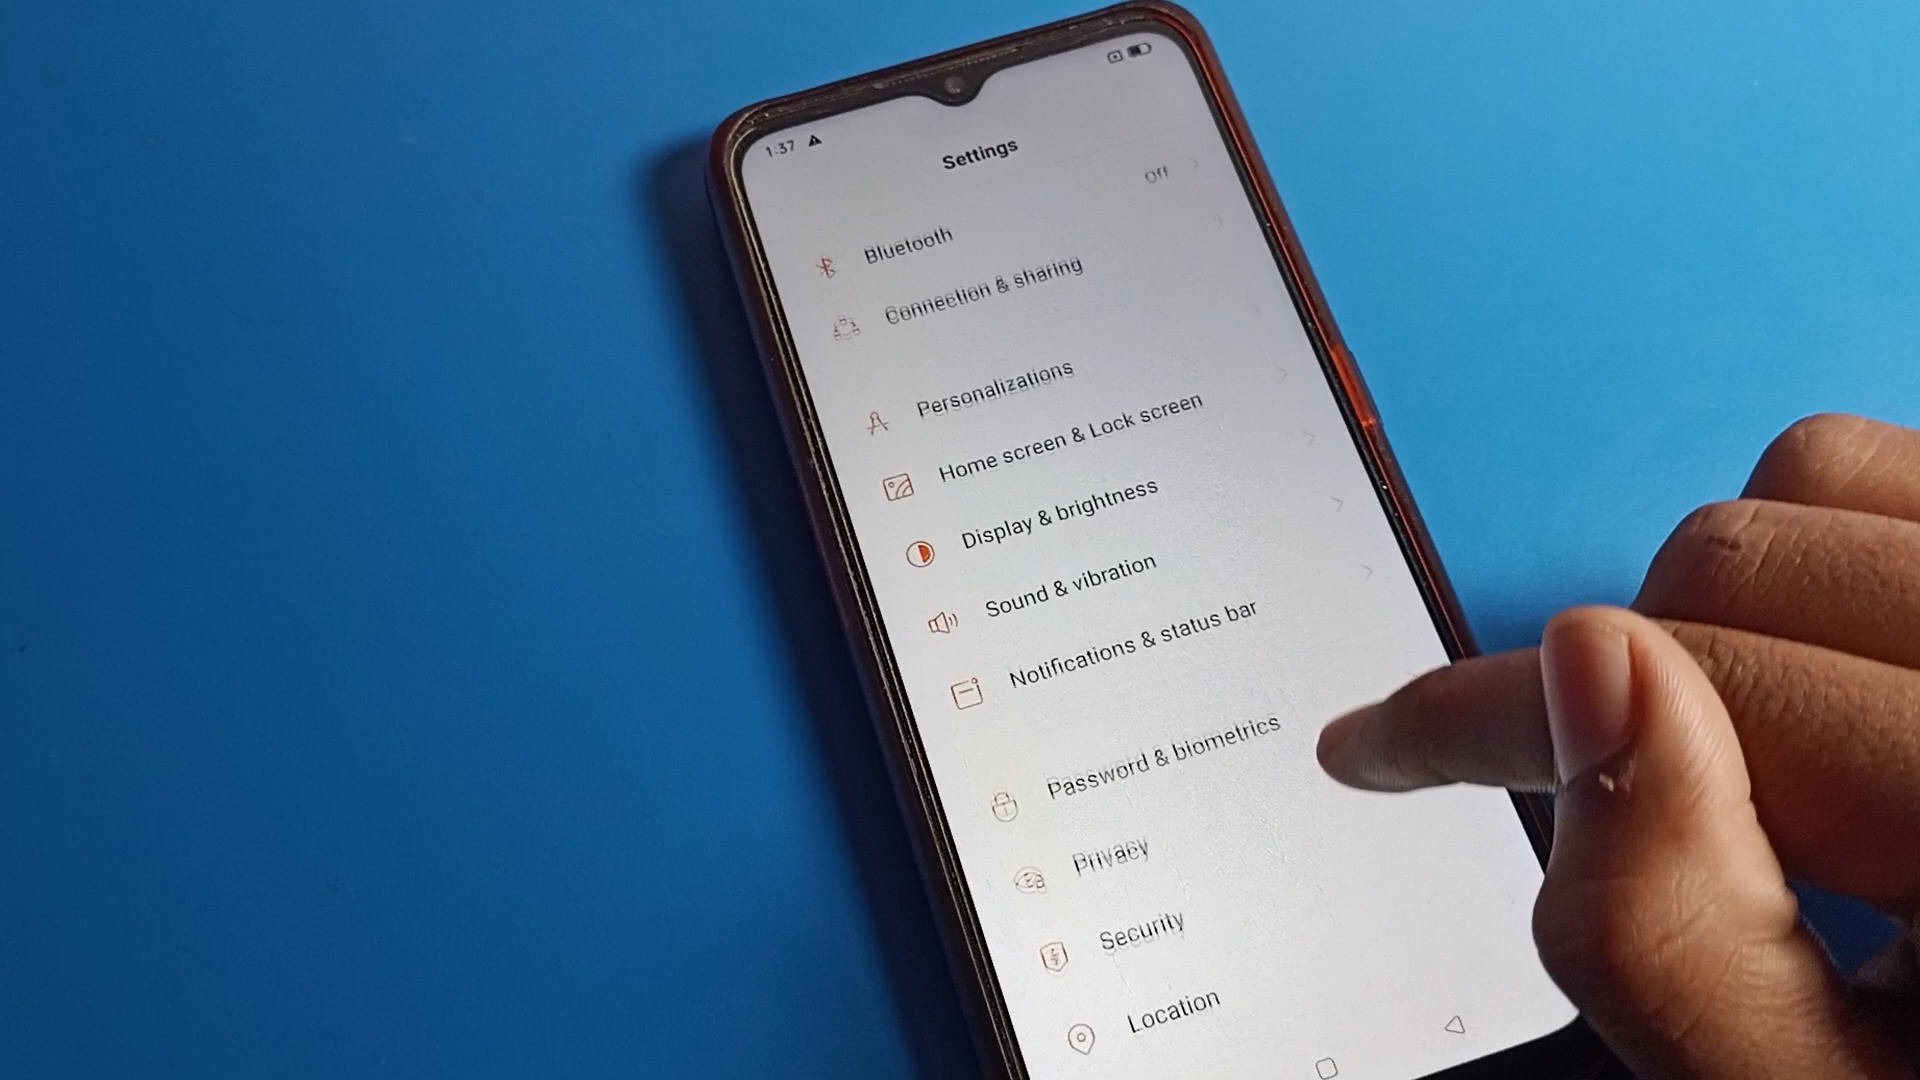 1:37
Settings
Off
Bluetooth
Connection & sharing
Personalizations
Home screen & Lock screen
Display & brightness
Sound & vibration
Notifications & status bar
Password & biometrics
Privacy
Security
Location